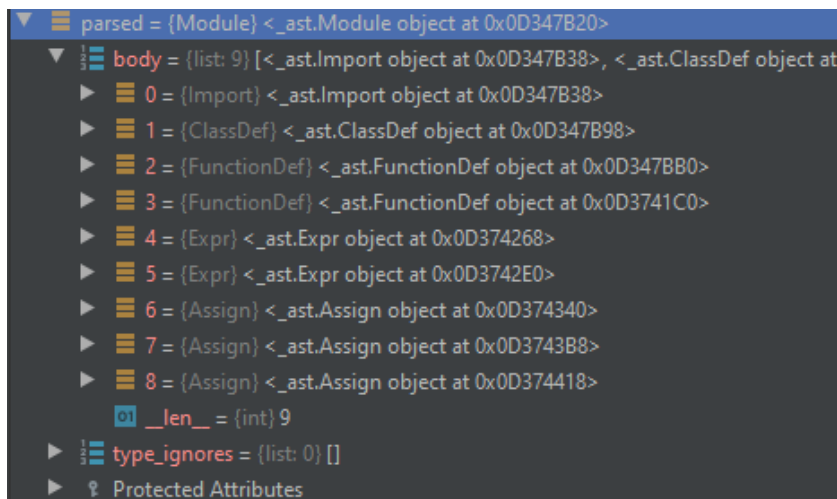 parsed = {Module} <_ast.Module object at 0x0D347B20>
body = {list: 9} [<_ast.Import object at 0x0D347B38>, <_ast.ClassDef object at
0 = {Import} <_ast.Import object at 0x0D347B38>
1 = {ClassDef} <_ast.ClassDef object at 0x0D347B98>
2 = {FunctionDef} <_ast.FunctionDef object at 0x0D347BB0>
3 = {FunctionDef} <_ast.FunctionDef object at 0x0D3741C0>
4 = {Expr} <_ast.Expr object at 0x0D374268>
5 = {Expr} <_ast.Expr object at 0x0D3742E0>
6 = {Assign} <_ast.Assign object at 0x0D374340>
7 = {Assign} <_ast.Assign object at 0x0D3743B8>
8 = {Assign} <_ast.Assign object at 0x0D374418>
01 __len__ = {int} 9
type_ignores = {list: 0} []
Protected Attributes